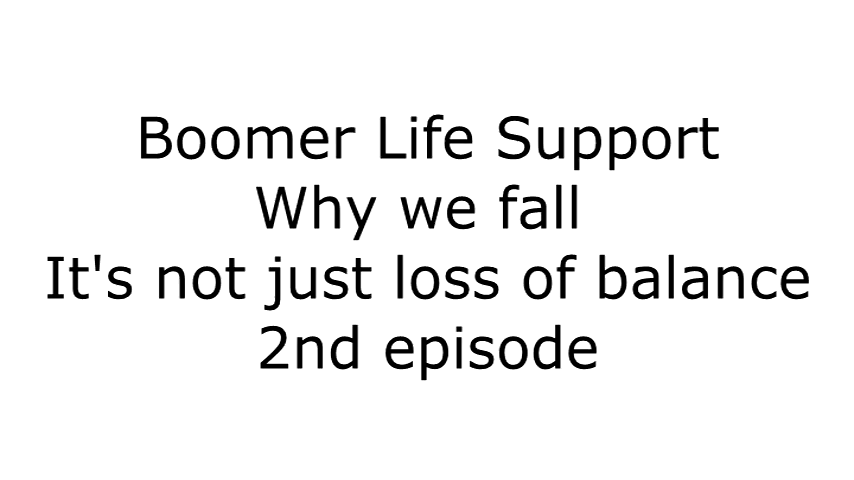 Boomer Life Support
Why we fall
It's not just loss of balance
2nd episode